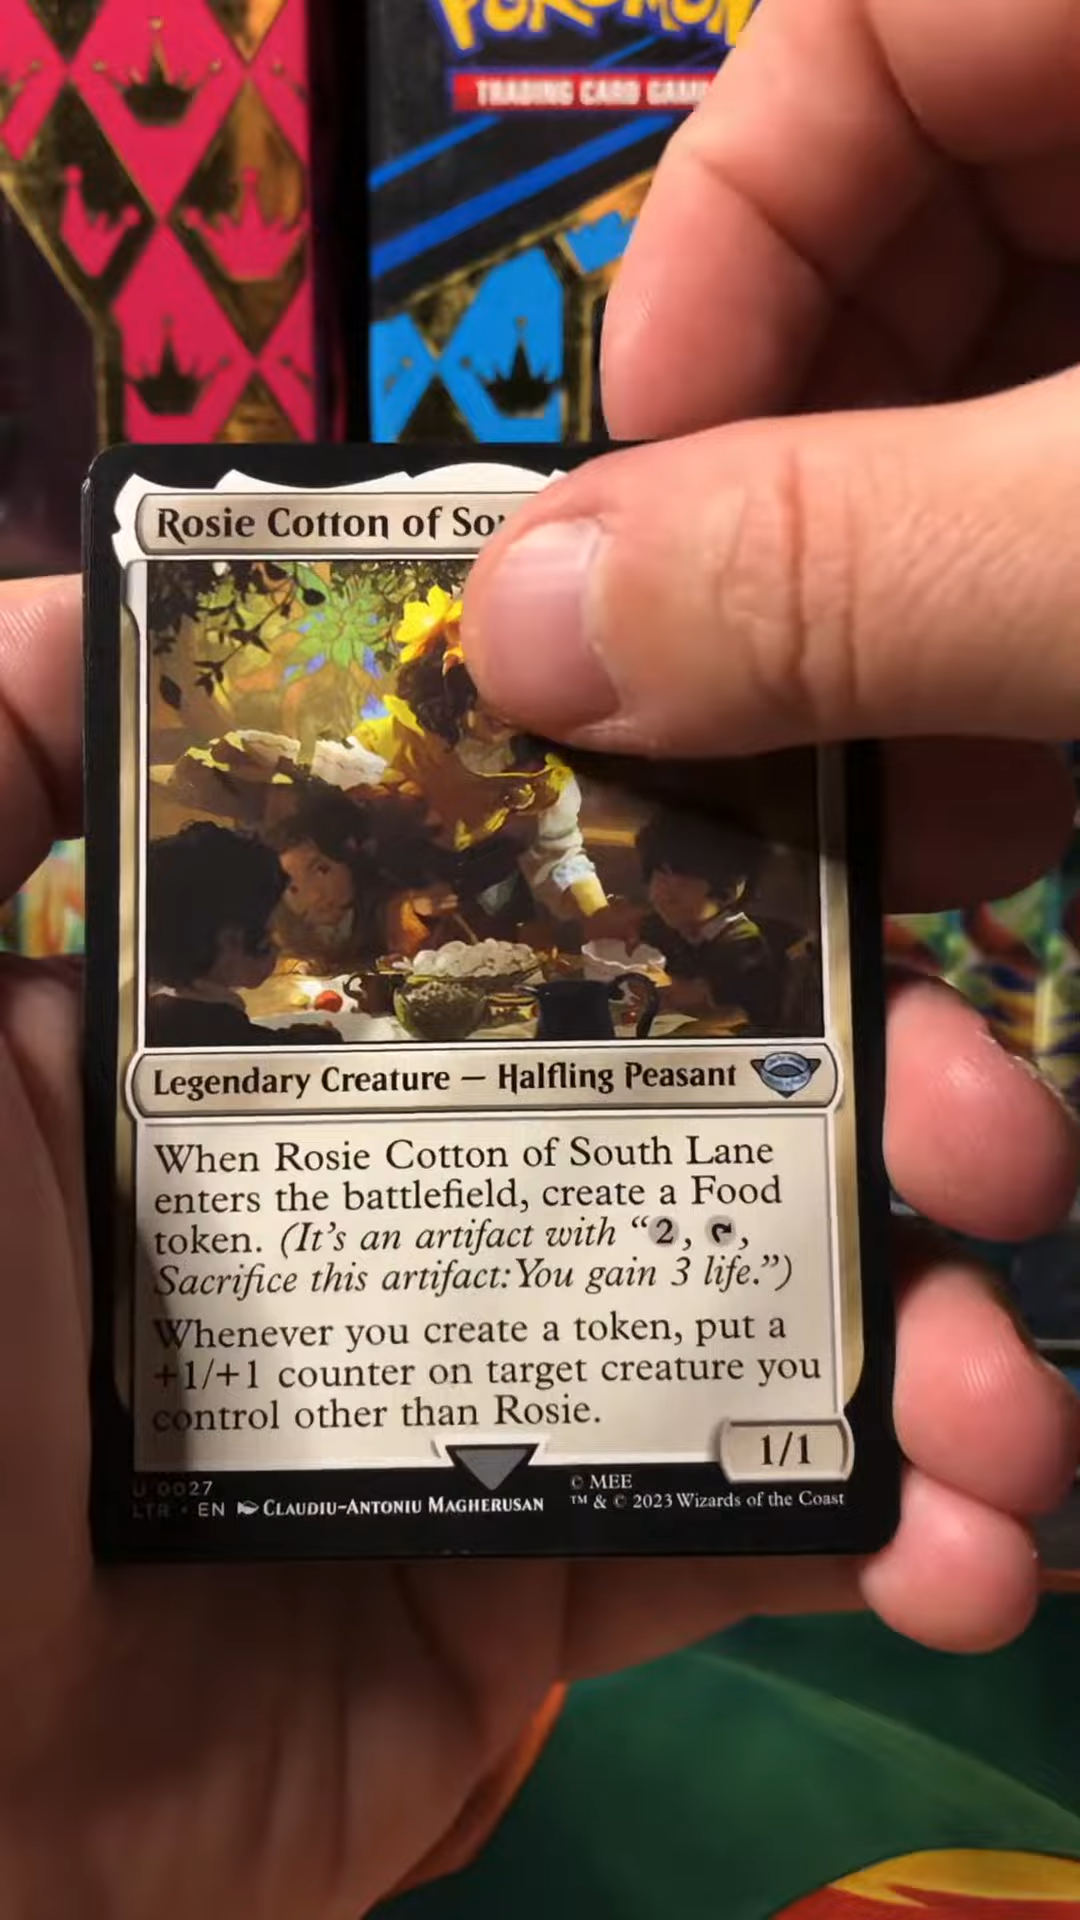 POKÉMON
TRADING CARD GAME
Rosie Cotton of So
Legendary Creature — Halfling Peasant
When Rosie Cotton of South Lane
enters the battlefield, create a Food
token. (It's an artifact with “2, ,
Sacrifice this artifact: You gain 3 life.”)
Whenever you create a token, put a
+1/+1 counter on target creature you
control other than Rosie.
1/1
U 0027
LTR • EN CLAUDIU-ANTONIU MAGHERUSAN
© MEE
™ & © 2023 Wizards of the Coast